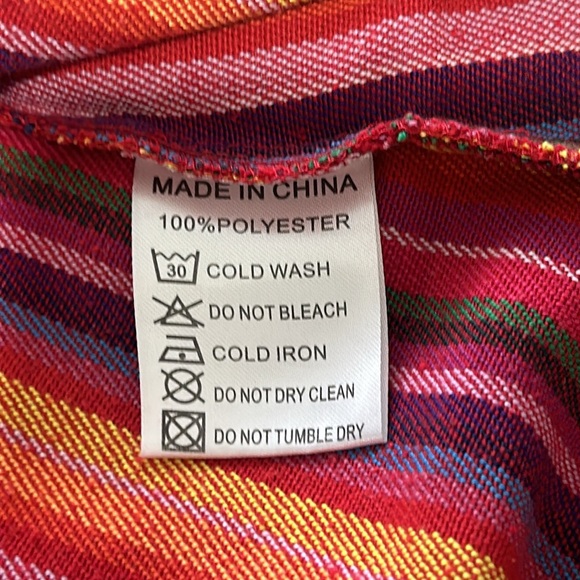 MADE IN CHINA
100%POLYESTER
30 COLD WASH
DO NOT BLEACH
COLD IRON
DO NOT DRY CLEAN
DO NOT TUMBLE DRY